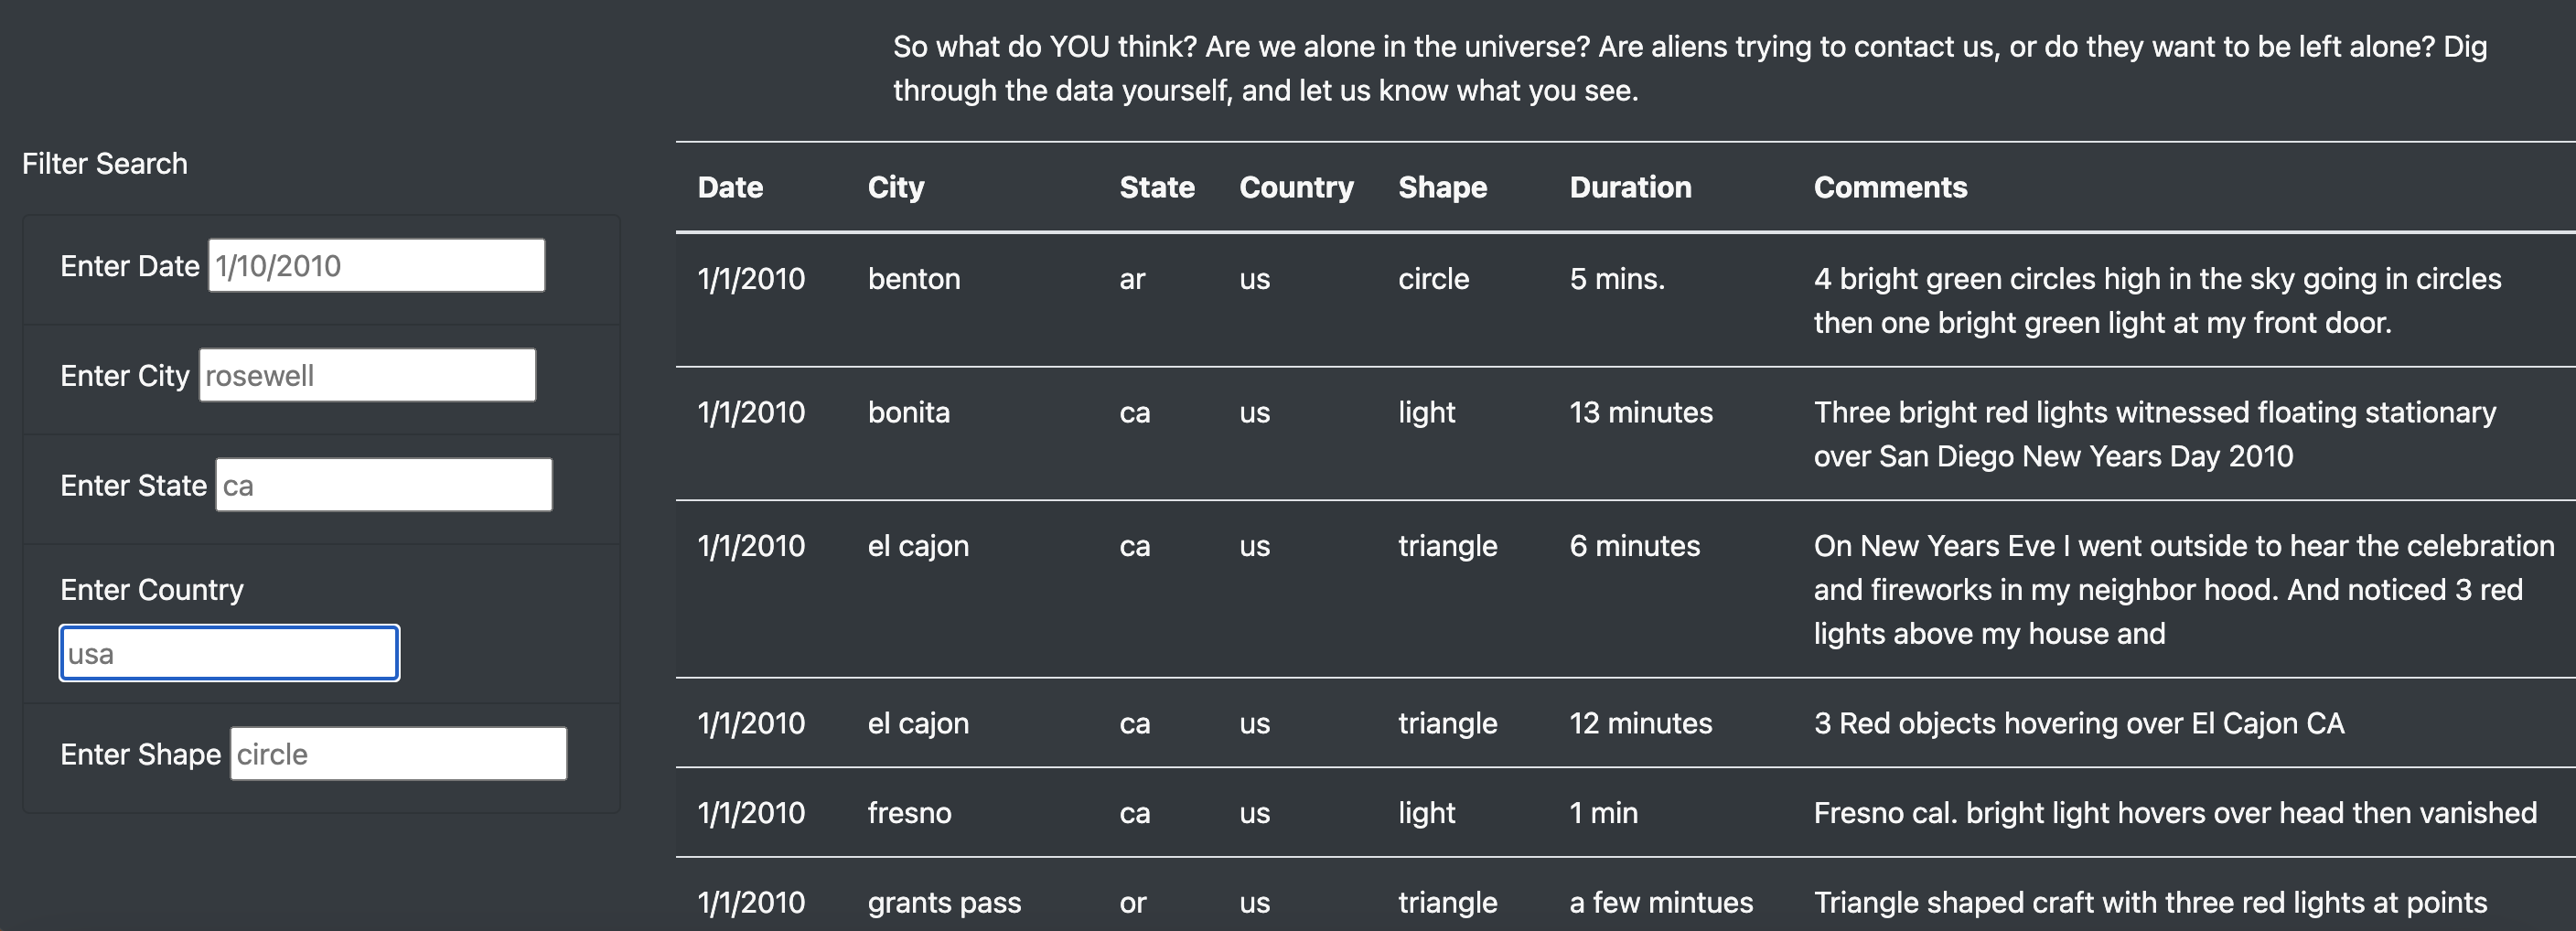 So what do YOU think? Are we alone in the universe? Are aliens trying to contact us, or do they want to be left alone? Dig
through the data yourself, and let us know what you see.
Filter Search
Enter Date 1/10/2010
Enter City rosewell
Enter State ca
Enter Country
usa
Enter Shape circle
Date City State Country Shape Duration Comments
1/1/2010 benton ar us circle 5 mins. 4 bright green circles high in the sky going in circles
then one bright green light at my front door.
1/1/2010 bonita ca us light 13 minutes Three bright red lights witnessed floating stationary
over San Diego New Years Day 2010
1/1/2010 el cajon ca us triangle 6 minutes On New Years Eve I went outside to hear the celebration
and fireworks in my neighbor hood. And noticed 3 red
lights above my house and
1/1/2010 el cajon ca us triangle 12 minutes 3 Red objects hovering over El Cajon CA
1/1/2010 fresno ca us light 1 min Fresno cal. bright light hovers over head then vanished
1/1/2010 grants pass or us triangle a few mintues Triangle shaped craft with three red lights at points